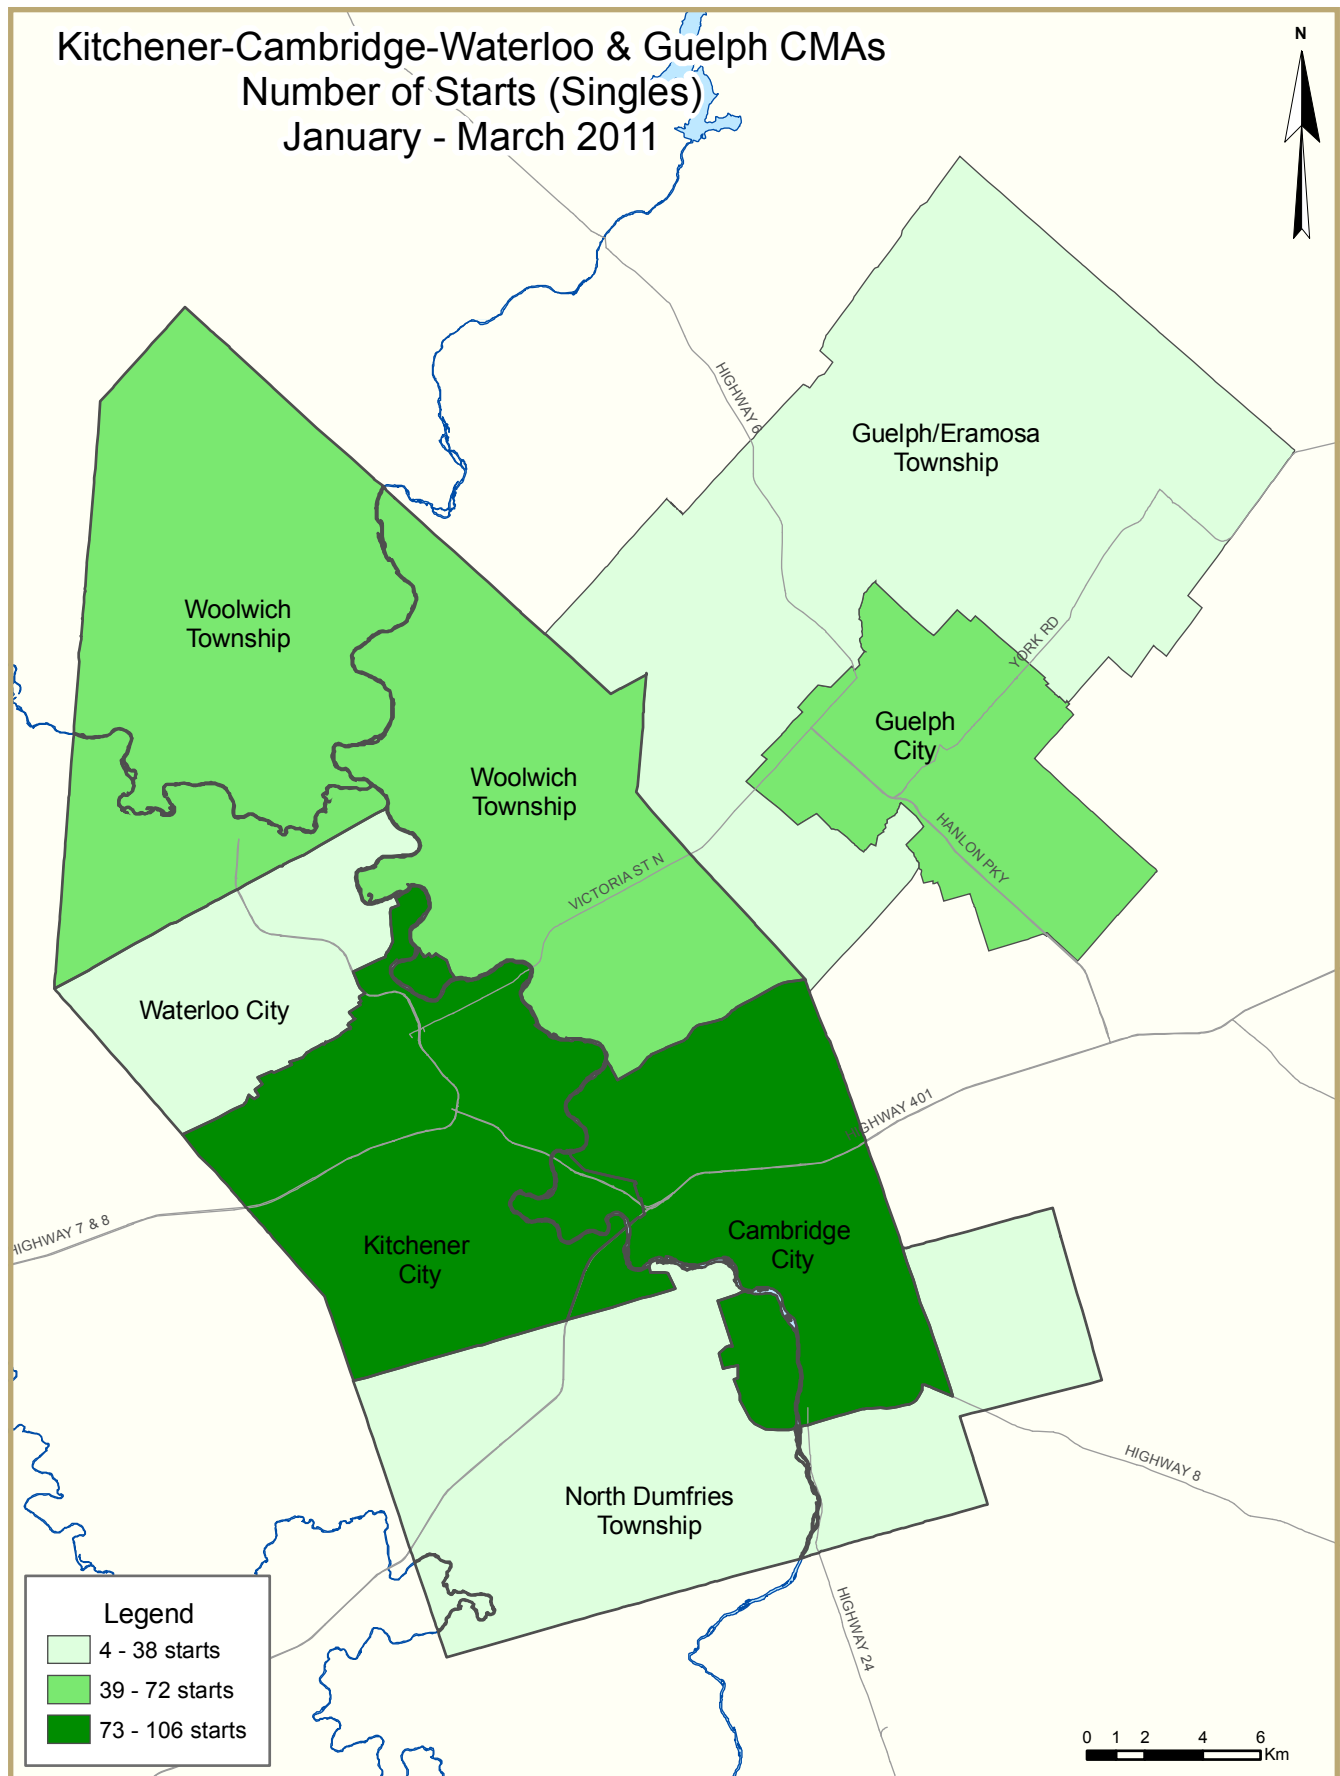 Kitchener-Cambridge-Waterloo & Guelph CMAs
Number of Starts (Singles)
January - March 2011
N
HIGHWAY 6
Guelph/Eramosa
Township
Woolwich
Township
YORK RD
Guelph
City
Woolwich
Township
HANLON PKY
VICTORIA ST N
Waterloo City
HIGHWAY 401
HIGHWAY 7 & 8
Kitchener
City
Cambridge
City
HIGHWAY 8
North Dumfries
Township
HIGHWAY 24
Legend
4 - 38 starts
39 - 72 starts
73 - 106 starts
0 1 2 4 6
Km